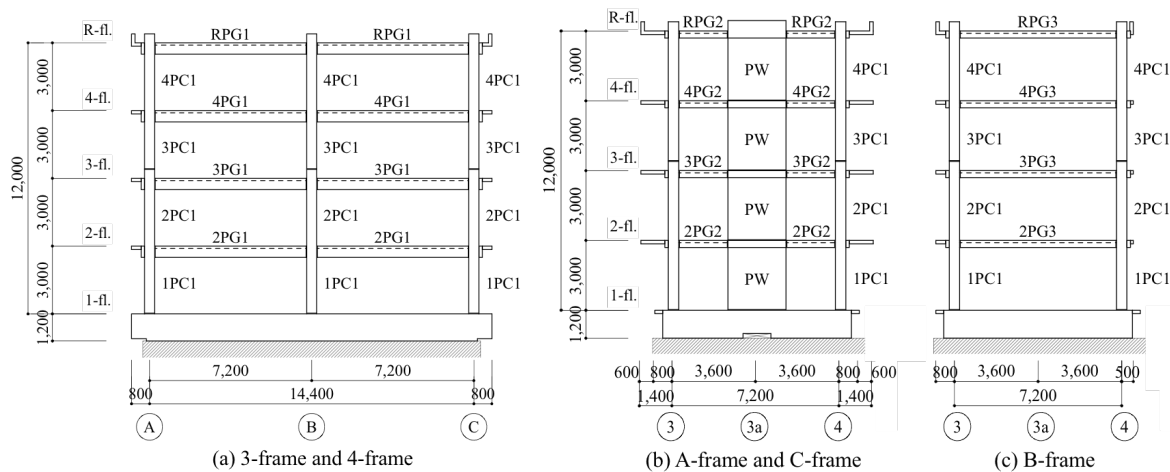 R-fl.
RPG1
RPG1
4PC1
4PC1
4PC1
3,000
4-fl.
4PG1
4PG1
3PC1
3PC1
3PC1
3,000
12,000
3-fl.
3PG1
3PG1
2PC1
2PC1
2PC1
3,000
2-fl.
2PG1
2PG1
1PC1
1PC1
1PC1
3,000
1-fl.
1,200
7,200
7,200
800
14,400
800
A
B
C
(a) 3-frame and 4-frame
R-fl.
RPG2
RPG2
PW
4PC1
3,000
4-fl.
4PG2
4PG2
PW
3PC1
3,000
12,000
3-fl.
3PG2
3PG2
PW
2PC1
3,000
2-fl.
2PG2
2PG2
PW
1PC1
3,000
1-fl.
1,200
600
800
3,600
3,600
800
600
1,400
7,200
1,400
3
3a
4
(b) A-frame and C-frame
RPG3
4PC1
4PC1
4PG3
3PC1
3PC1
3PG3
2PC1
2PC1
2PG3
1PC1
1PC1
800
3,600
3,600
500
7,200
3
3a
4
(c) B-frame